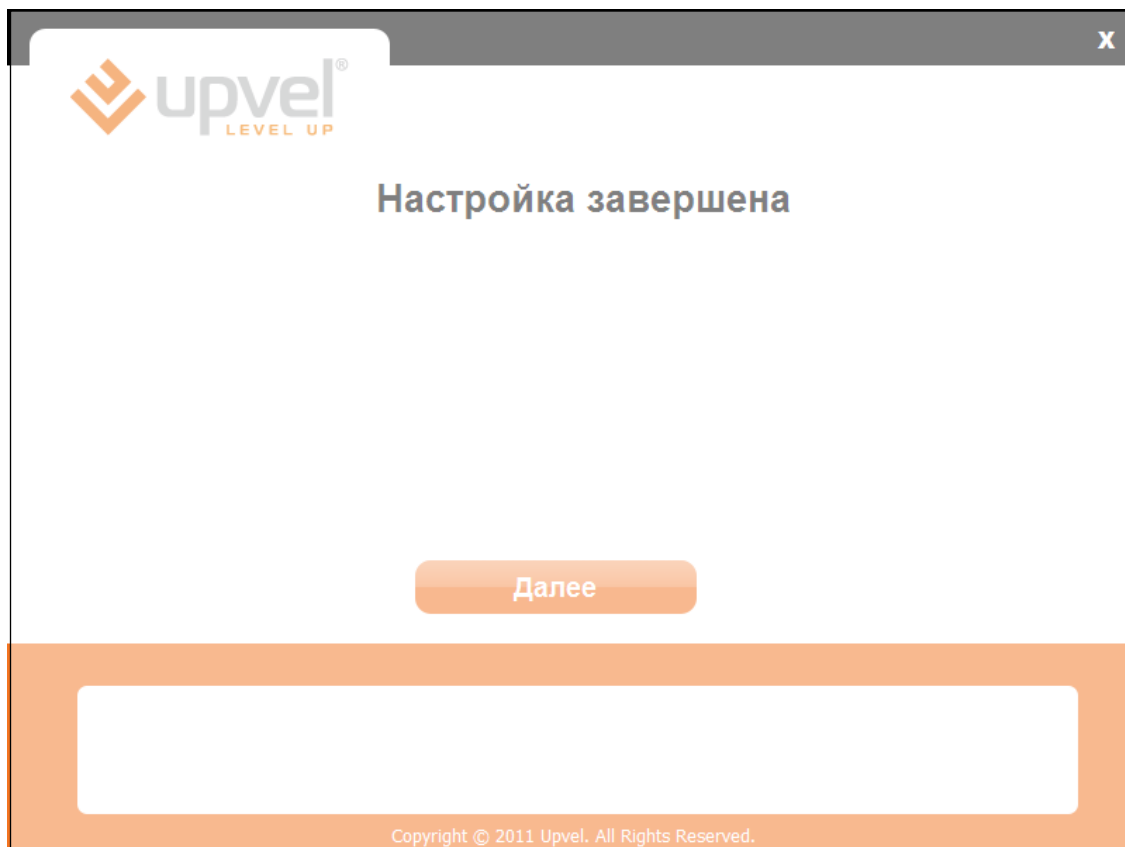 x
upvel®
LEVEL UP
Настройка завершена
Далее
Copyright © 2011 Upvel. All Rights Reserved.